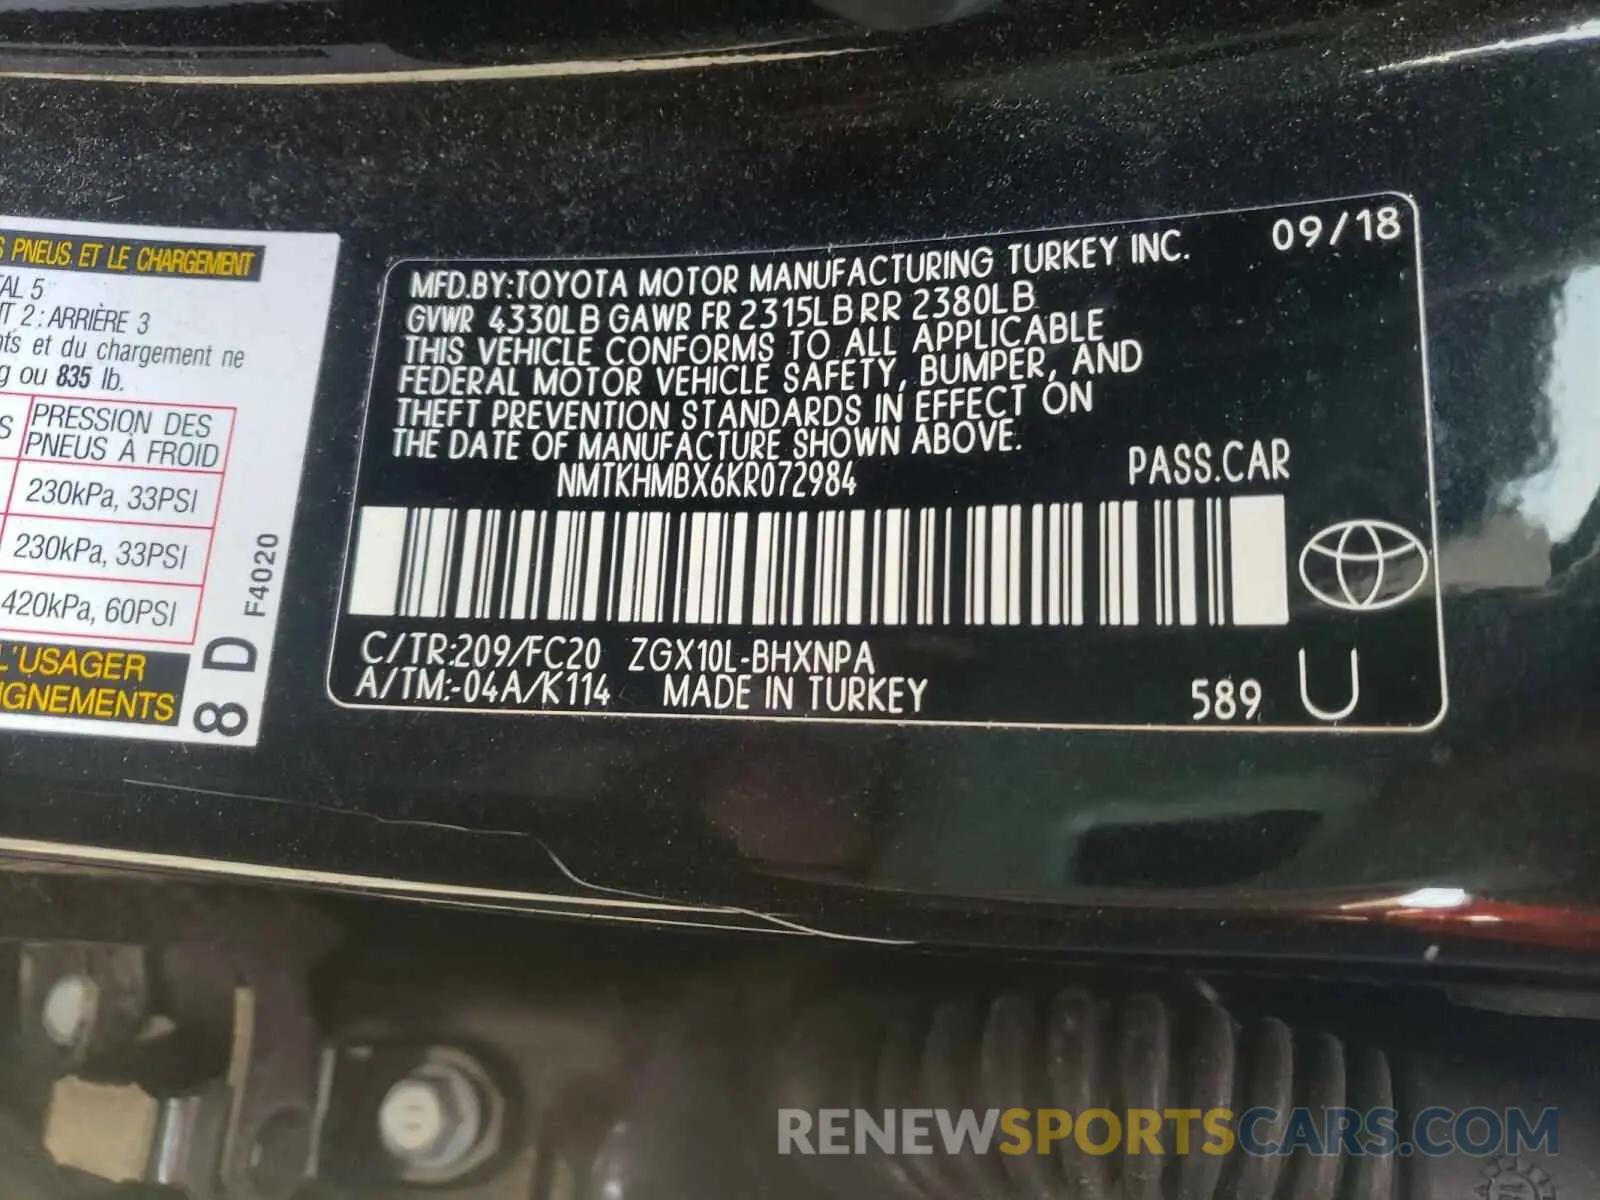 PNEUS ET LE CHARGEMENT
5
2 : ARRIÈRE 3
et du chargement ne
ou 835 lb.
PRESSION DES
PNEUS À FROID
230kPa, 33PSI
230kPa, 33PSI
420kPa, 60PSI
L'USAGER
8 D
F4020
MFD.BY:TOYOTA MOTOR MANUFACTURING TURKEY INC. 09/18
GVWR 4330LB GAWR FR 2315LB RR 2380LB
THIS VEHICLE CONFORMS TO ALL APPLICABLE
FEDERAL MOTOR VEHICLE SAFETY, BUMPER, AND
THEFT PREVENTION STANDARDS IN EFFECT ON
THE DATE OF MANUFACTURE SHOWN ABOVE.
NMTKHMBX6KR072984 PASS.CAR
C/TR:209/FC20 ZGX10L-BHXNPA
A/TM:-04A/K114 MADE IN TURKEY 589 U
RENEWSPORTSCARS.COM